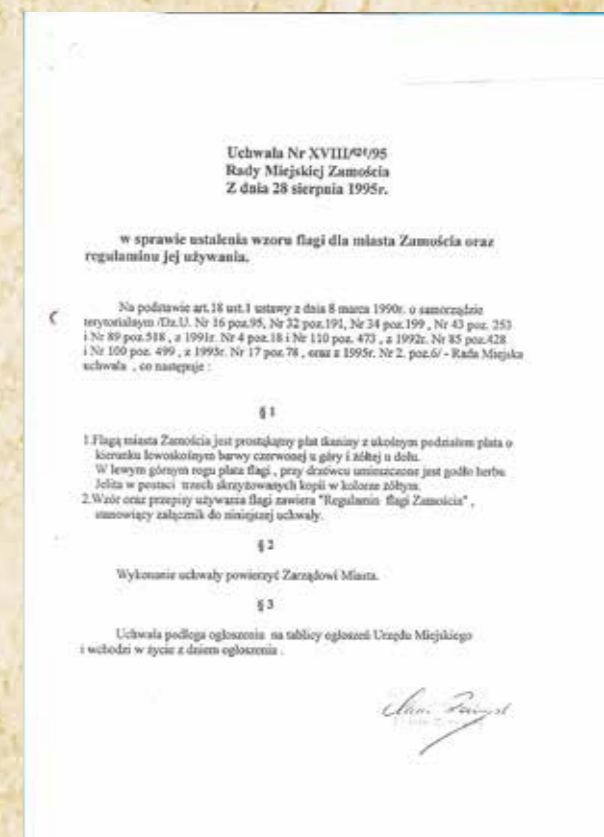 Uchwała Nr XVIII/ /95
Rady Miejskiej Zamościa
Z dnia 28 sierpnia 1995r.
w sprawie ustalenia wzoru flagi dla miasta Zamościa oraz
regulaminu jej używania.
Na podstawie art.18 ust.1 ustawy z dnia 8 marca 1990r. o samorządzie
terytorialnym /Dz.U. Nr 16 poz.95, Nr 32 poz.191, Nr 34 poz.199 , Nr 43 poz. 253
i Nr 89 poz.518 , z 1991r. Nr 4 poz.18 i Nr 110 poz. 473 , z 1992r. Nr 85 poz.428
i Nr 100 poz. 499 , z 1993r. Nr 17 poz.78 , oraz z 1995r. Nr 2. poz.6/ - Rada Miejska
uchwala , co następuje :
§ 1
1.Flagą miasta Zamościa jest prostokątny płat tkaniny z ukośnym podziałem płata o
kierunku lewoskośnym barwy czerwonej u góry i żółtej u dołu.
W lewym górnym rogu płata flagi , przy drzewcu umieszczone jest godło herbu
Jelita w postaci trzech skrzyżowanych kopii w kolorze żółtym.
2.Wzór oraz przepisy używania flagi zawiera "Regulamin flagi Zamościa" ,
stanowiący załącznik do niniejszej uchwały.
§ 2
Wykonanie uchwały powierzyć Zarządowi Miasta.
§ 3
Uchwała podlega ogłoszeniu na tablicy ogłoszeń Urzędu Miejskiego
i wchodzi w życie z dniem ogłoszenia .